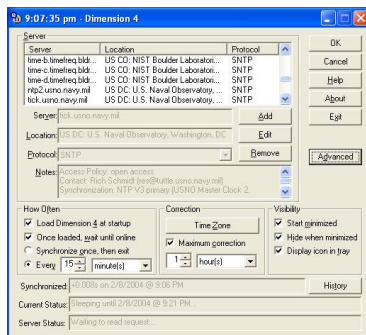 9:07:35 pm - Dimension 4
Server
Server Location Protocol
time-a.timefreq.bldr... US CO: NIST Boulder Laboratori... SNTP
time-b.timefreq.bldr... US CO: NIST Boulder Laboratori... SNTP
time-c.timefreq.bldr... US CO: NIST Boulder Laboratori... SNTP
ntp2.usno.navy.mil US DC: U.S. Naval Observatory, ... SNTP
tick.usno.navy.mil US DC: U.S. Naval Observatory, ... SNTP
OK
Cancel
Help
About
Exit
Advanced
Server: tick.usno.navy.mil Add
Location: US DC: U.S. Naval Observatory, Washington, DC Edit
Protocol: SNTP Remove
Notes: Access Policy: open access
Contact: Rich Schmidt (res@tuttle.usno.navy.mil)
Synchronization: NTP V3 primary (USNO Master Clock 2,
How Often
Load Dimension 4 at startup
Once loaded, wait until online
Synchronize once, then exit
Every 15 minute(s)
Correction
Time Zone
Maximum correction
1 hour(s)
Visibility
Start minimized
Hide when minimized
Display icon in tray
Synchronized: +0.008s on 2/8/2004 @ 9:06 PM History
Current Status: Sleeping until 2/8/2004 @ 9:21 PM...
Server Status: Waiting to read request...